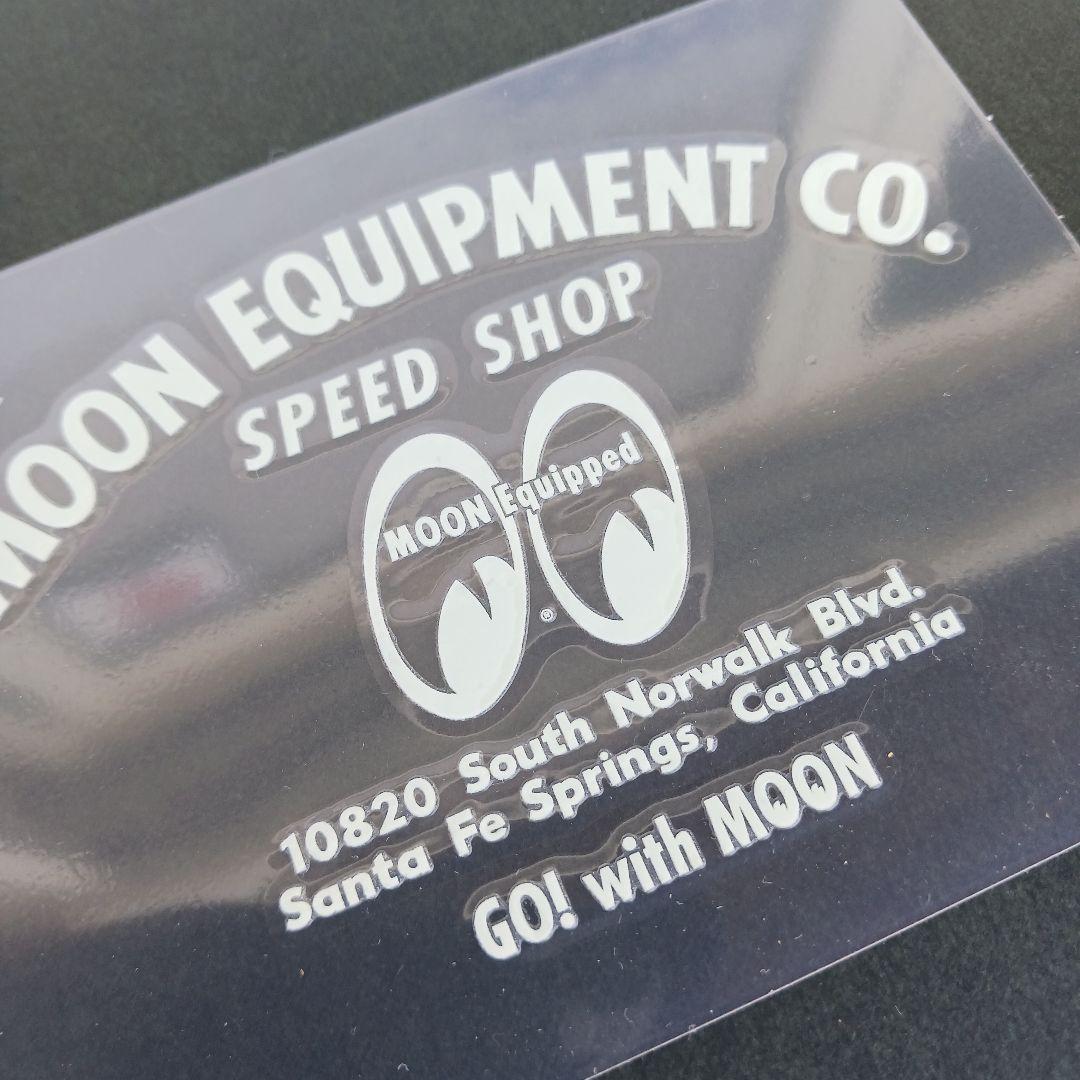 MOON EQUIPMENT CO.
SPEED SHOP
MOON Equipped
®
10820 South Norwalk Blvd.
Santa Fe Springs, California
GO! with MOON